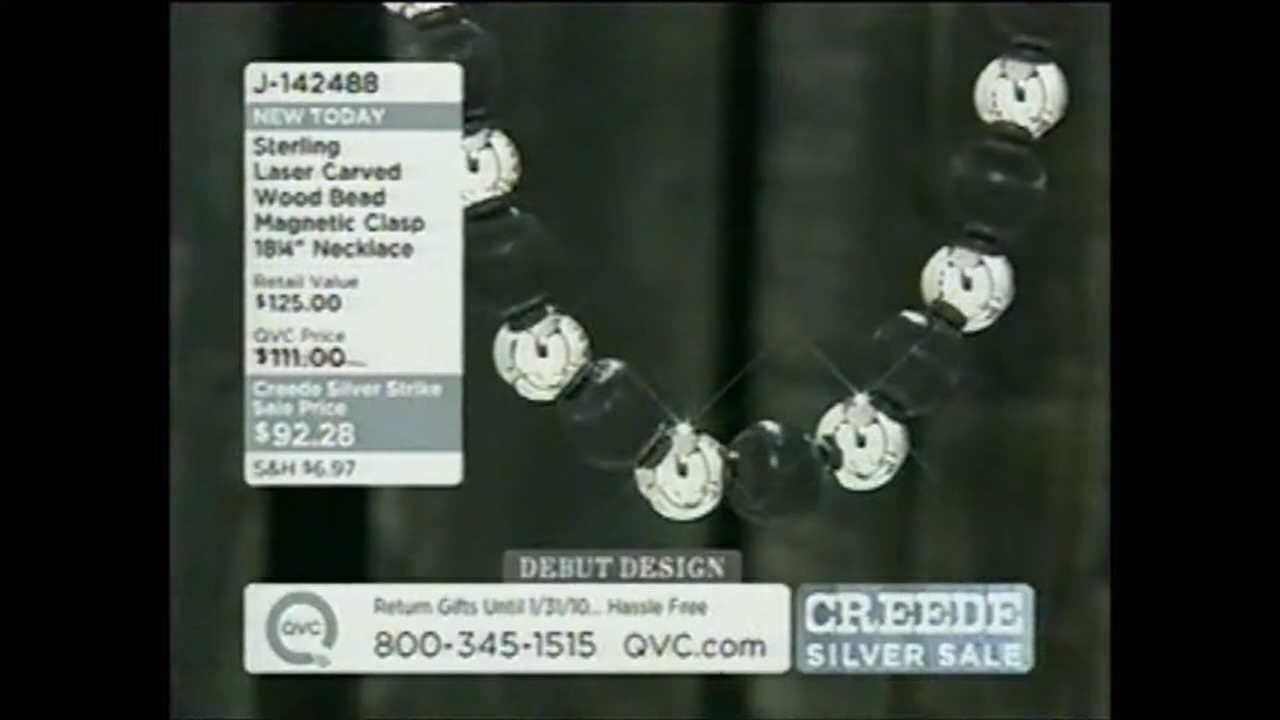 J-142488
NEW TODAY
Sterling
Laser Carved
Wood Bead
Magnetic Clasp
18¼" Necklace
Retail Value
$125.00
QVC Price
$111.00
Creede Silver Strike
Sale Price
$92.28
S&H $6.97
DEBUT DESIGN
QVC
Return Gifts Until 1/31/10... Hassle Free
800-345-1515 QVC.com
CREEDE
SILVER SALE